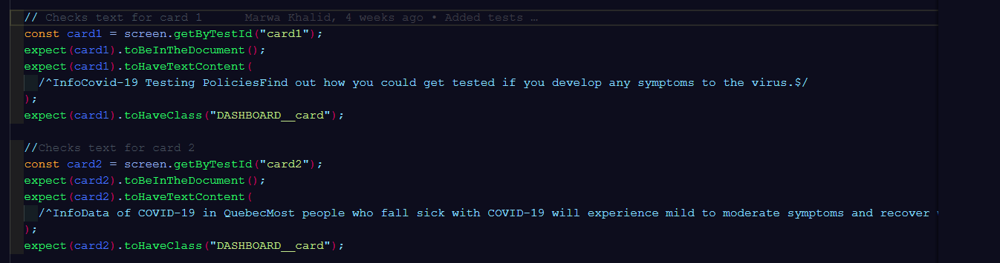 // Checks text for card 1 Marwa Khalid, 4 weeks ago • Added tests …
const card1 = screen.getByTestId("card1");
expect(card1).toBeInTheDocument();
expect(card1).toHaveTextContent(
/^InfoCovid-19 Testing PoliciesFind out how you could get tested if you develop any symptoms to the virus.$/
);
expect(card1).toHaveClass("DASHBOARD__card");
//Checks text for card 2
const card2 = screen.getByTestId("card2");
expect(card2).toBeInTheDocument();
expect(card2).toHaveTextContent(
/^InfoData of COVID-19 in QuebecMost people who fall sick with COVID-19 will experience mild to moderate symptoms and recover
);
expect(card2).toHaveClass("DASHBOARD__card");